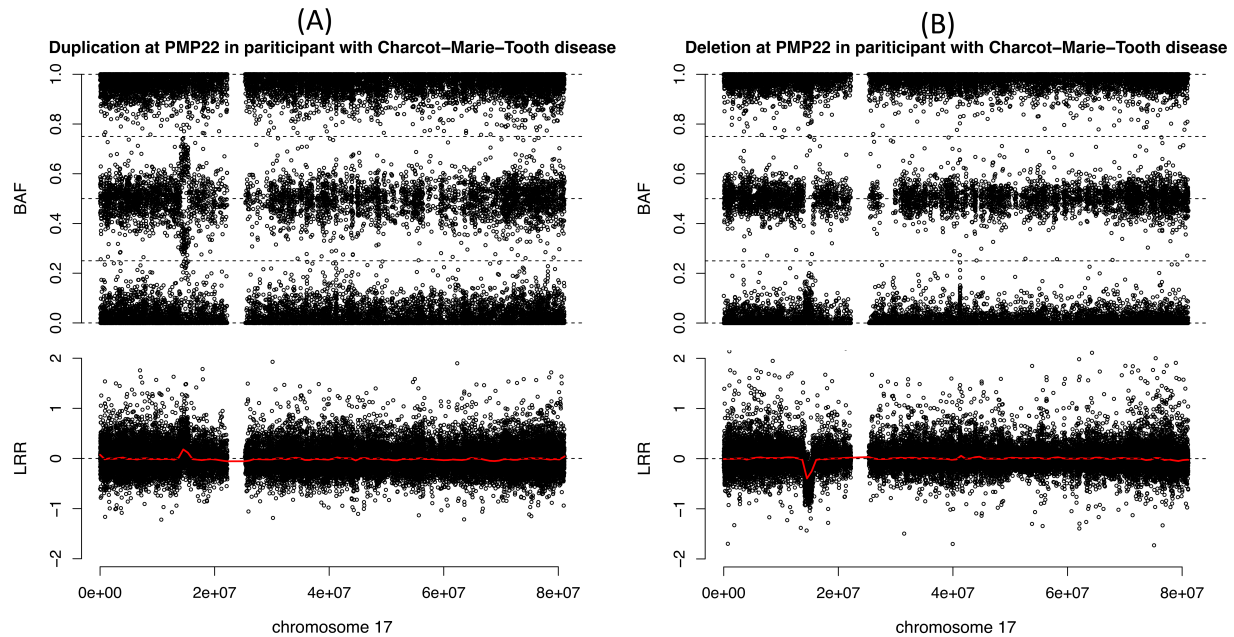 (A)
Duplication at PMP22 in pariticipant with Charcot−Marie−Tooth disease
BAF
1.0
0.8
0.6
0.4
0.2
0.0
LRR
2
1
0
−1
−2
0e+00 2e+07 4e+07 6e+07 8e+07
chromosome 17
(B)
Deletion at PMP22 in pariticipant with Charcot−Marie−Tooth disease
BAF
1.0
0.8
0.6
0.4
0.2
0.0
LRR
2
1
0
−1
−2
0e+00 2e+07 4e+07 6e+07 8e+07
chromosome 17